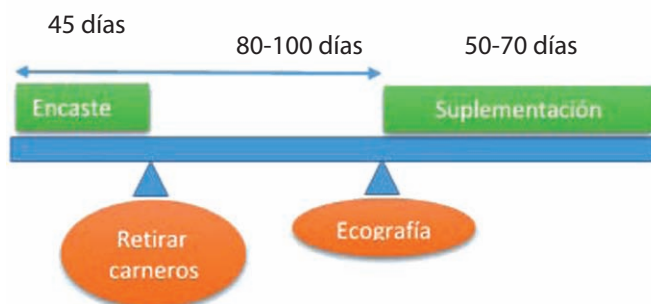 45 días
80-100 días
50-70 días
Encaste
Suplementación
Retirar
carneros
Ecografía